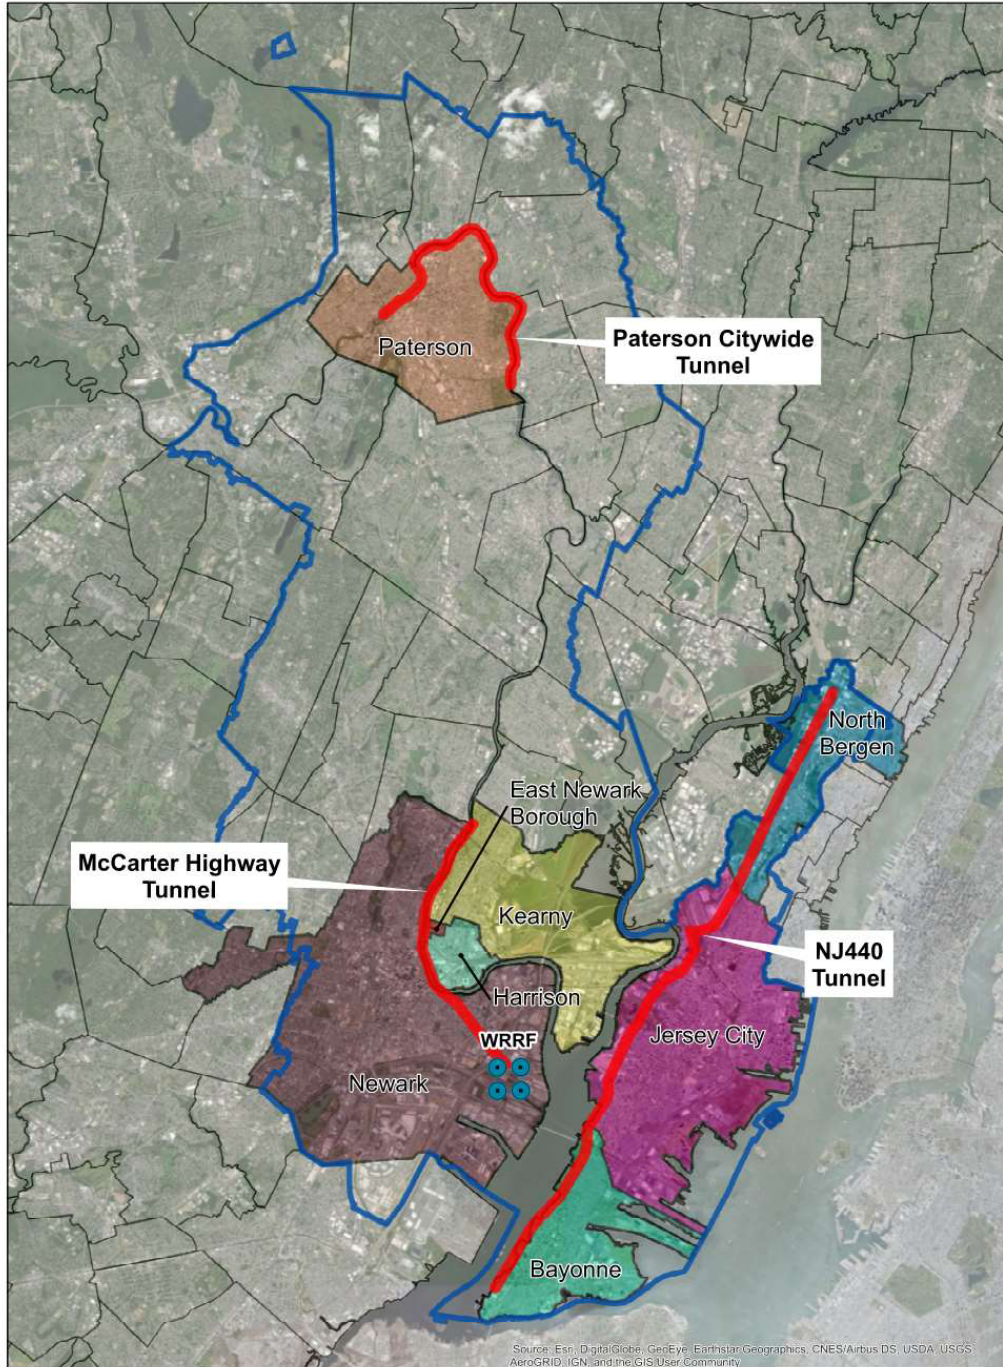 Paterson
Paterson Citywide
Tunnel
North
Bergen
East Newark
Borough
McCarter Highway
Tunnel
Kearny
NJ440
Tunnel
Harrison
Jersey City
WRRF
Newark
Bayonne
Source: Esri, DigitalGlobe, GeoEye, Earthstar Geographics, CNES/Airbus DS, USDA, USGS,
AeroGRID, IGN, and the GIS User Community